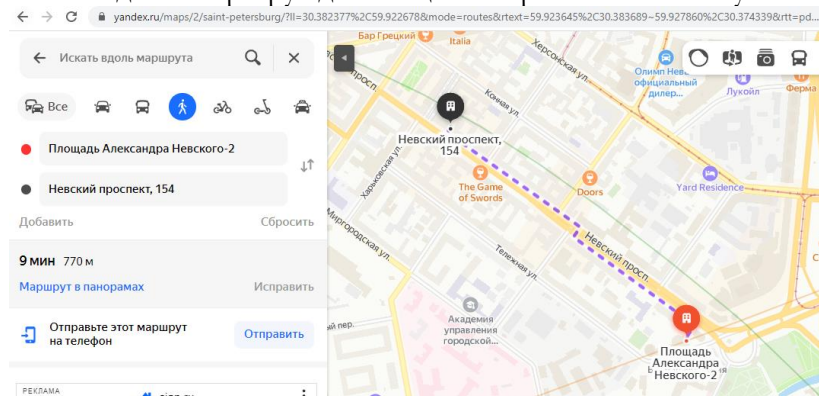 yandex.ru/maps/2/saint-petersburg/?ll=30.382377%2C59.922678&mode=routes&rtext=59.923645%2C30.383689~59.927860%2C30.374339&rtt=pd...
Искать вдоль маршрута
Все
Площадь Александра Невского-2
Невский проспект, 154
Добавить
Сбросить
9 мин 770 м
Маршрут в панорамах
Исправить
Отправьте этот маршрут
на телефон
Отправить
РЕКЛАМА
Бар Грецкий
Italia
Херсонская ул.
Олимп Нева
официальный
дилер...
Лукойл
Ферма
просп.
Конная ул.
Невский проспект,
154
Харьковская ул.
The Game
of Swords
Doors
Yard Residence
Миргородская ул.
Невский просп.
Тележная ул.
Академия
управления
городской...
ый пер.
Площадь
Александра
Невского-2